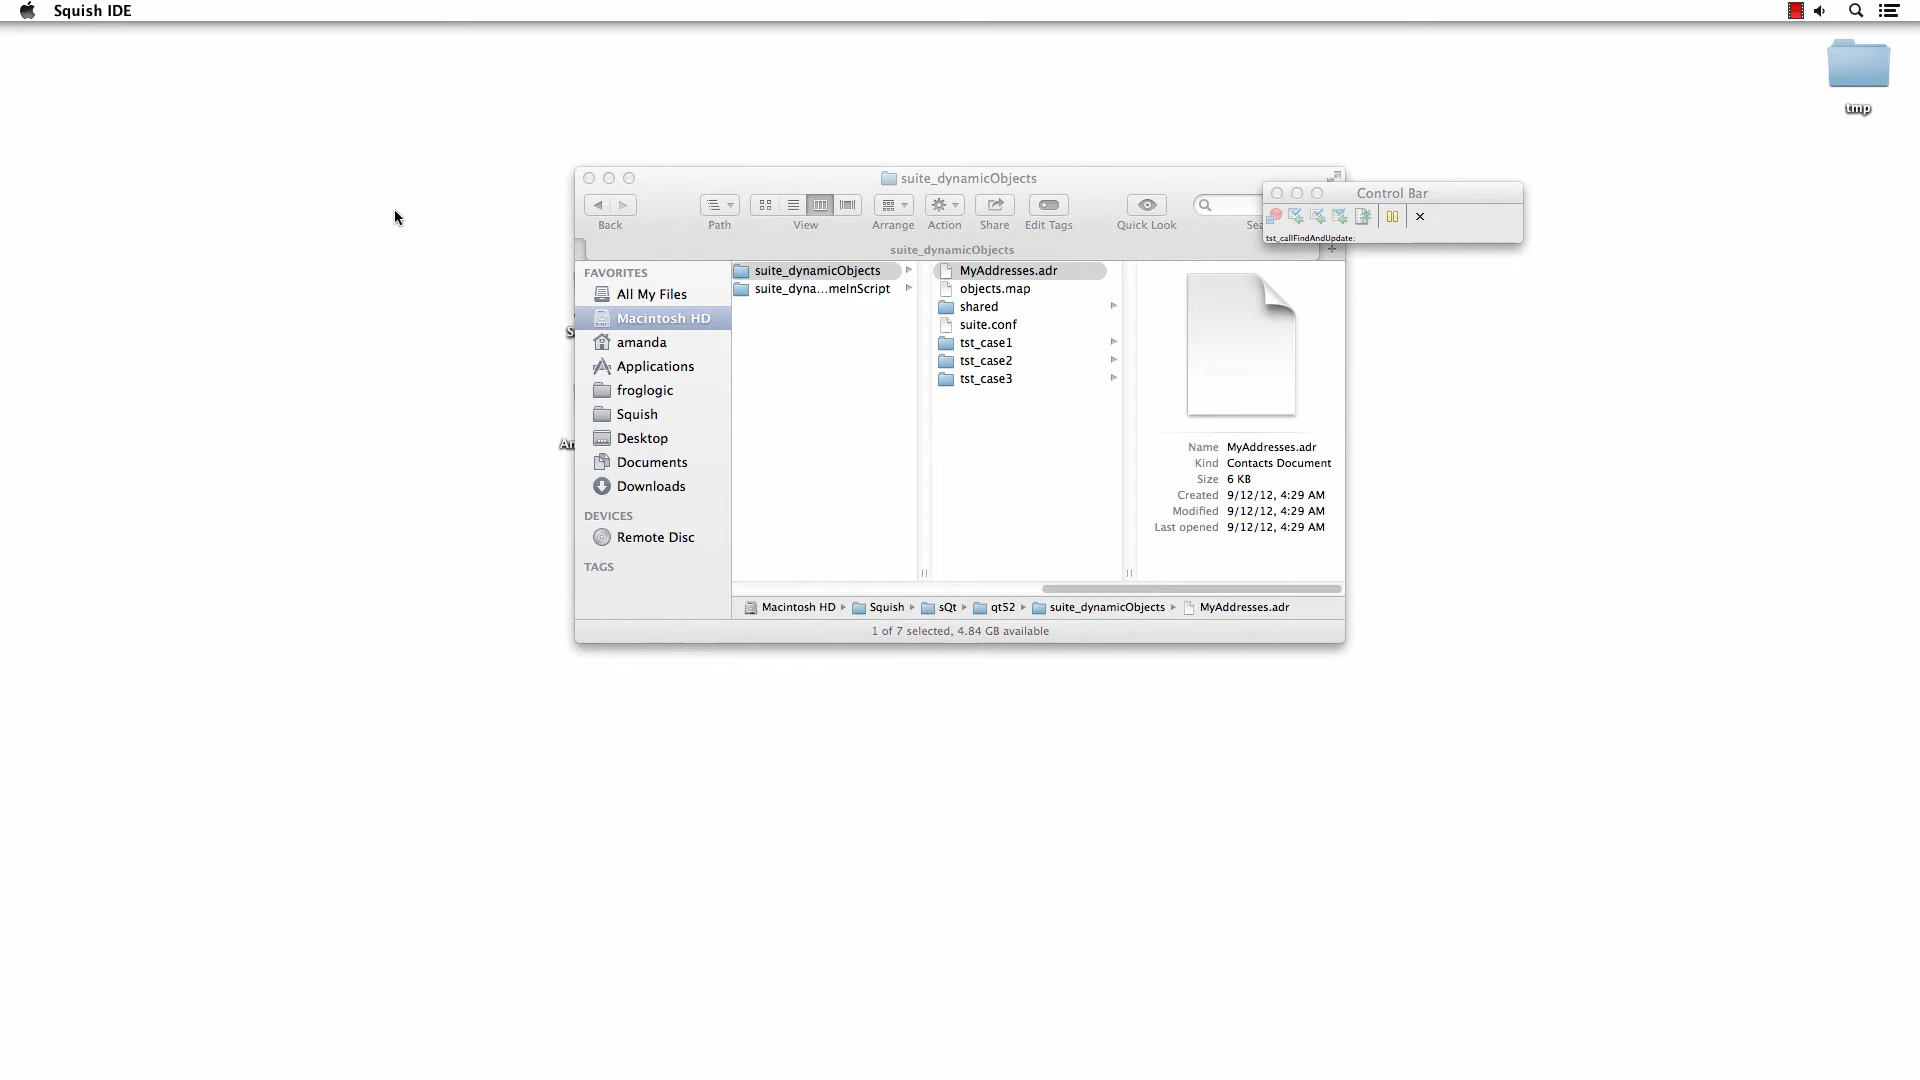 Squish IDE
tmp
suite_dynamicObjects
Control Bar
Back
Path
View
Arrange
Action
Share
Edit Tags
Quick Look
tst_callFindAndUpdate:
suite_dynamicObjects
FAVORITES
All My Files
Macintosh HD
amanda
Applications
froglogic
Squish
Desktop
Documents
Downloads
DEVICES
Remote Disc
TAGS
suite_dynamicObjects
suite_dyna...meInScript
MyAddresses.adr
objects.map
shared
suite.conf
tst_case1
tst_case2
tst_case3
Name MyAddresses.adr
Kind Contacts Document
Size 6 KB
Created 9/12/12, 4:29 AM
Modified 9/12/12, 4:29 AM
Last opened 9/12/12, 4:29 AM
Macintosh HD Squish sQt qt52 suite_dynamicObjects MyAddresses.adr
1 of 7 selected, 4.84 GB available